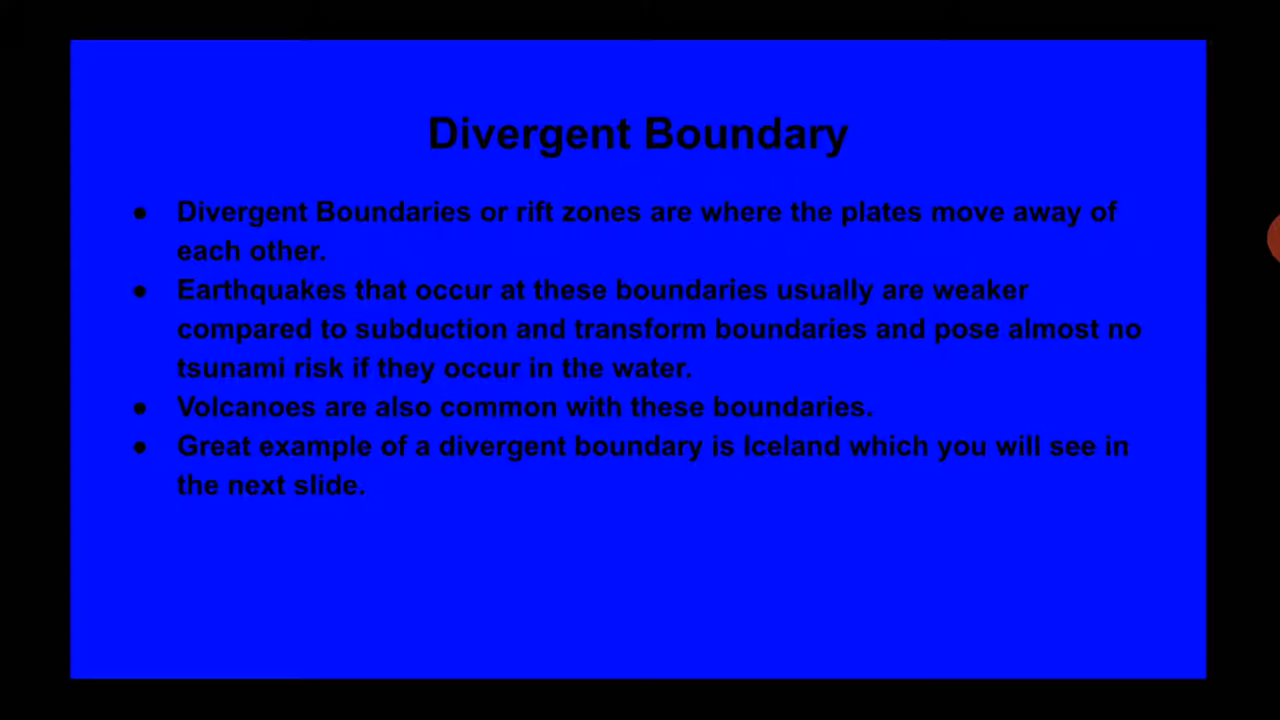 Divergent Boundary
● Divergent Boundaries or rift zones are where the plates move away of
each other.
● Earthquakes that occur at these boundaries usually are weaker
compared to subduction and transform boundaries and pose almost no
tsunami risk if they occur in the water.
● Volcanoes are also common with these boundaries.
● Great example of a divergent boundary is Iceland which you will see in
the next slide.